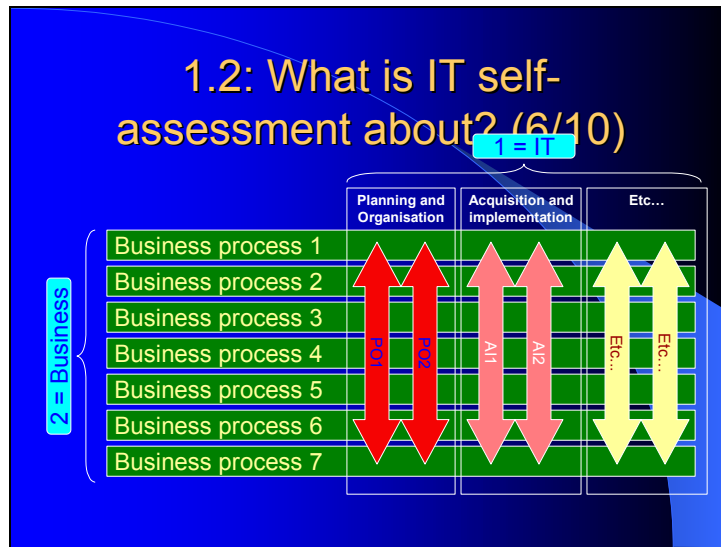 1.2: What is IT self-
assessment about? (6/10)
1 = IT
Planning and
Organisation
Acquisition and
implementation
Etc…
2 = Business
Business process 1
Business process 2
Business process 3
Business process 4
Business process 5
Business process 6
Business process 7
PO1
PO2
AI1
AI2
Etc...
Etc…